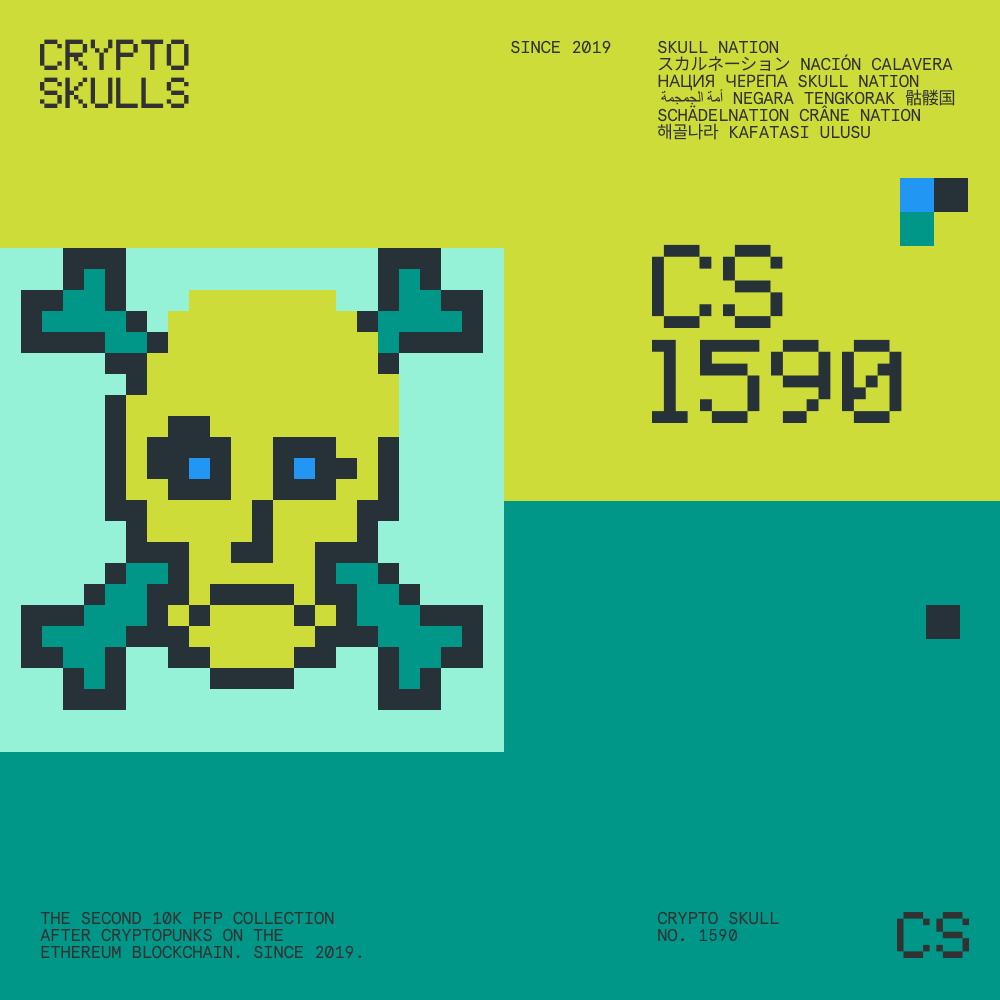 CRYPTO
SKULLS
SINCE 2019
SKULL NATION
スカルネーション NACIÓN CALAVERA
НАЦИЯ ЧЕРЕПА SKULL NATION
أمة الجمجمة NEGARA TENGKORAK 骷髅国
SCHÄDELNATION CRÂNE NATION
해골나라 KAFATASI ULUSU
CS
1590
THE SECOND 10K PFP COLLECTION
AFTER CRYPTOPUNKS ON THE
ETHEREUM BLOCKCHAIN. SINCE 2019.
CRYPTO SKULL
NO. 1590
CS